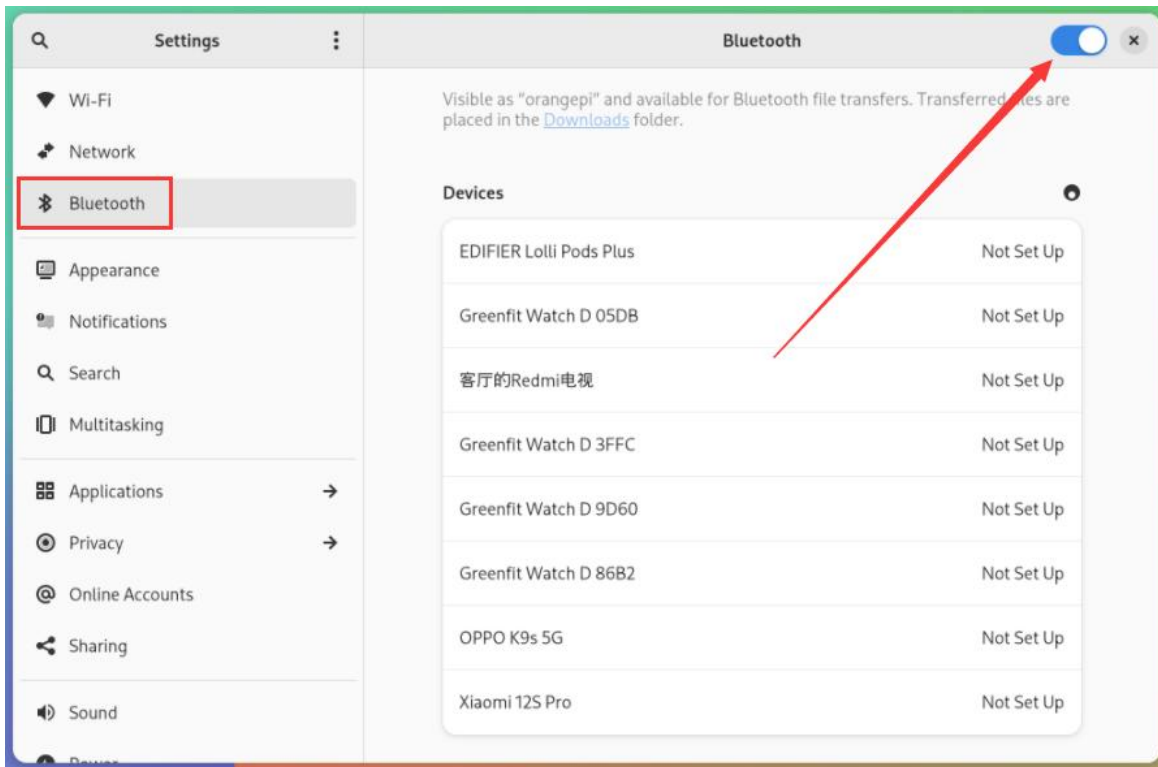 Settings
Bluetooth
Wi-Fi
Network
Bluetooth
Appearance
Notifications
Search
Multitasking
Applications
Privacy
Online Accounts
Sharing
Sound
Power
Visible as "orangepi" and available for Bluetooth file transfers. Transferred files are
placed in the Downloads folder.
Devices
EDIFIER Lolli Pods Plus Not Set Up
Greenfit Watch D 05DB Not Set Up
客厅的Redmi电视 Not Set Up
Greenfit Watch D 3FFC Not Set Up
Greenfit Watch D 9D60 Not Set Up
Greenfit Watch D 86B2 Not Set Up
OPPO K9s 5G Not Set Up
Xiaomi 12S Pro Not Set Up